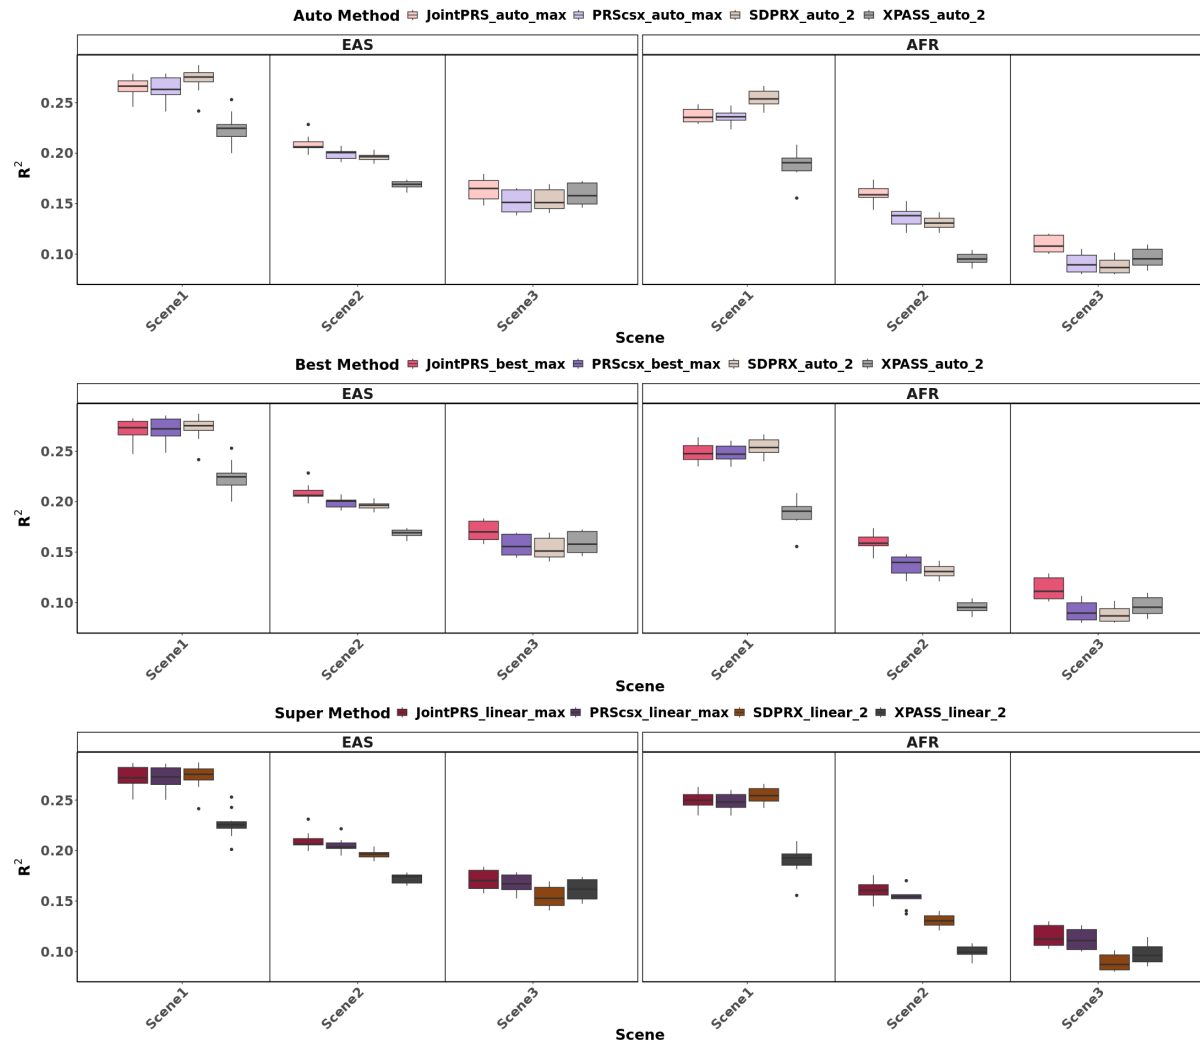 Auto Method JointPRS_auto_max PRScsx_auto_max SDPRX_auto_2 XPASS_auto_2
EAS AFR
0.25
0.20
0.15
0.10
R²
Scene1 Scene2 Scene3 Scene1 Scene2 Scene3
Scene
Best Method JointPRS_best_max PRScsx_best_max SDPRX_auto_2 XPASS_auto_2
EAS AFR
0.25
0.20
0.15
0.10
R²
Scene1 Scene2 Scene3 Scene1 Scene2 Scene3
Scene
Super Method JointPRS_linear_max PRScsx_linear_max SDPRX_linear_2 XPASS_linear_2
EAS AFR
0.25
0.20
0.15
0.10
R²
Scene1 Scene2 Scene3 Scene1 Scene2 Scene3
Scene